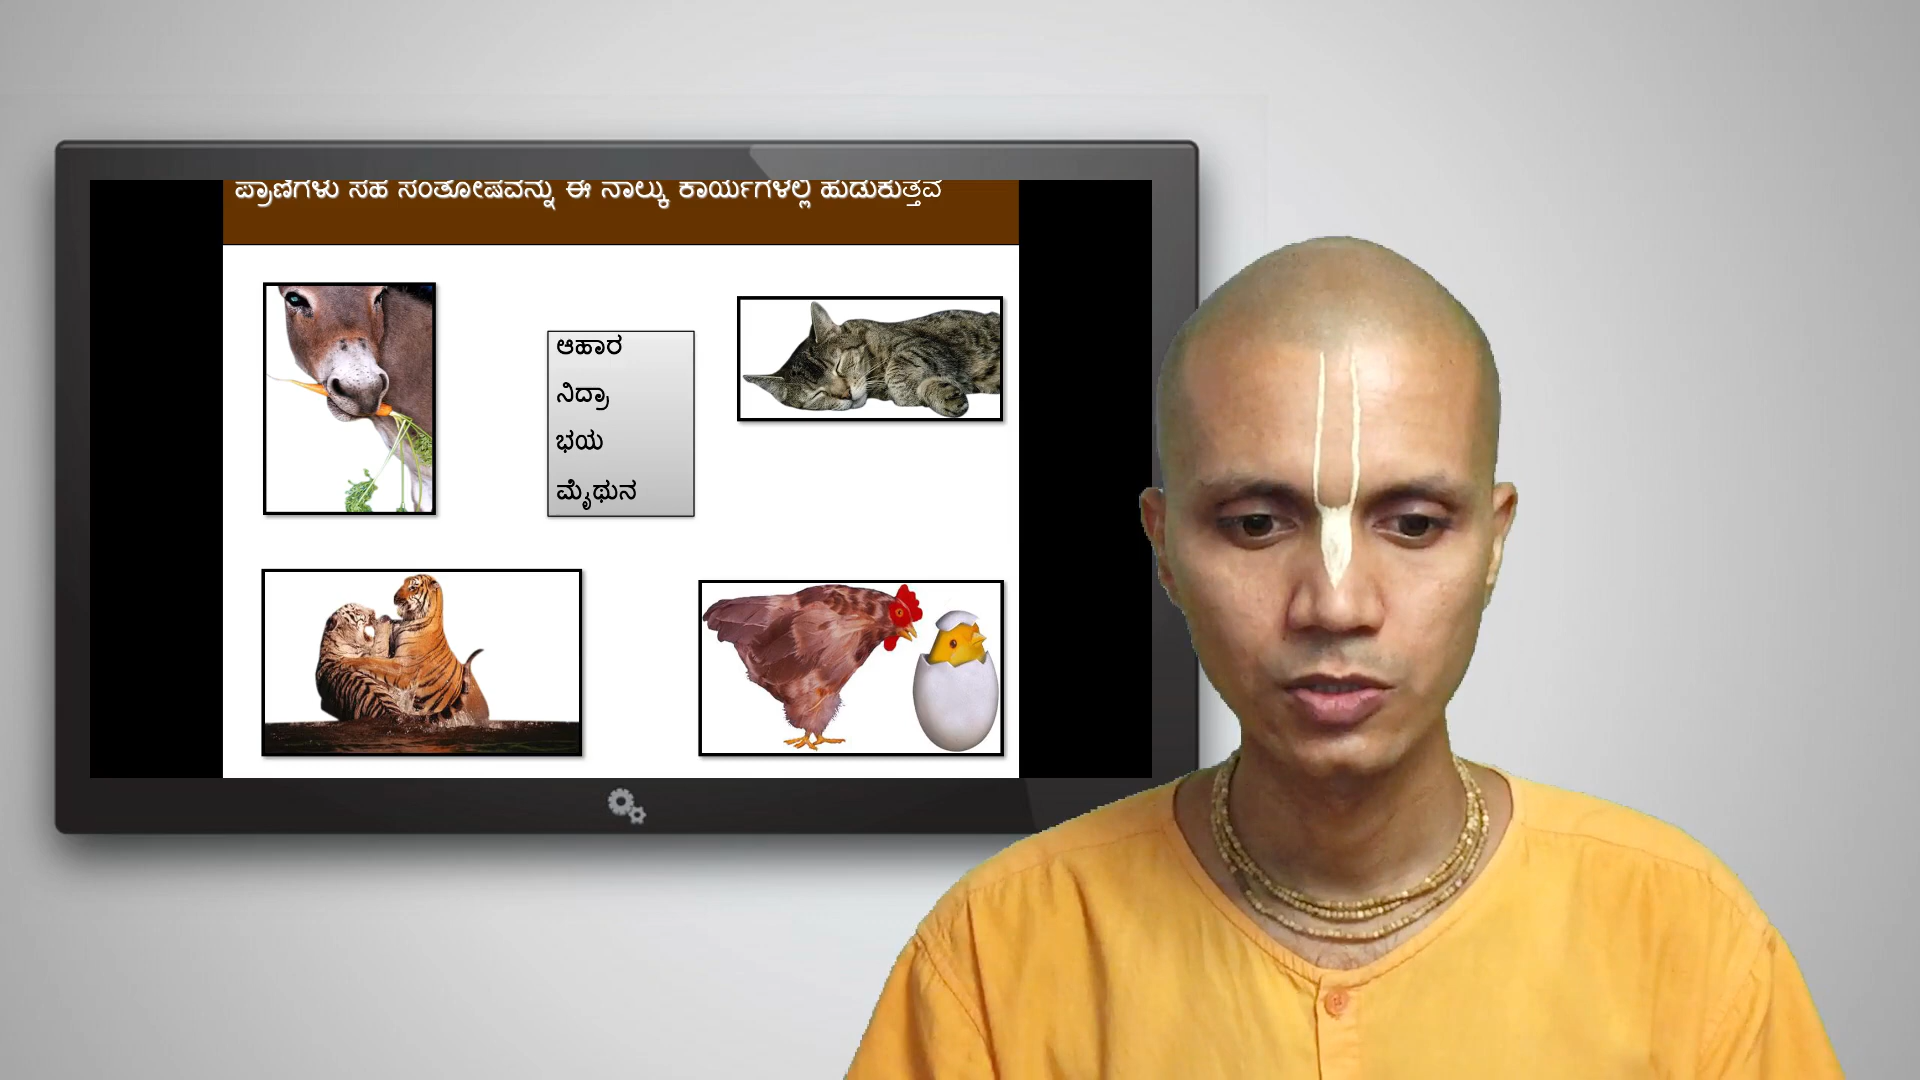 ಪ್ರಾಣಿಗಳು ಸಹ ಸಂತೋಷವನ್ನು ಈ ನಾಲ್ಕು ಕಾರ್ಯಗಳಲ್ಲಿ ಹುಡುಕುತ್ತವೆ
ಆಹಾರ
ನಿದ್ರಾ
ಭಯ
ಮೈಥುನ